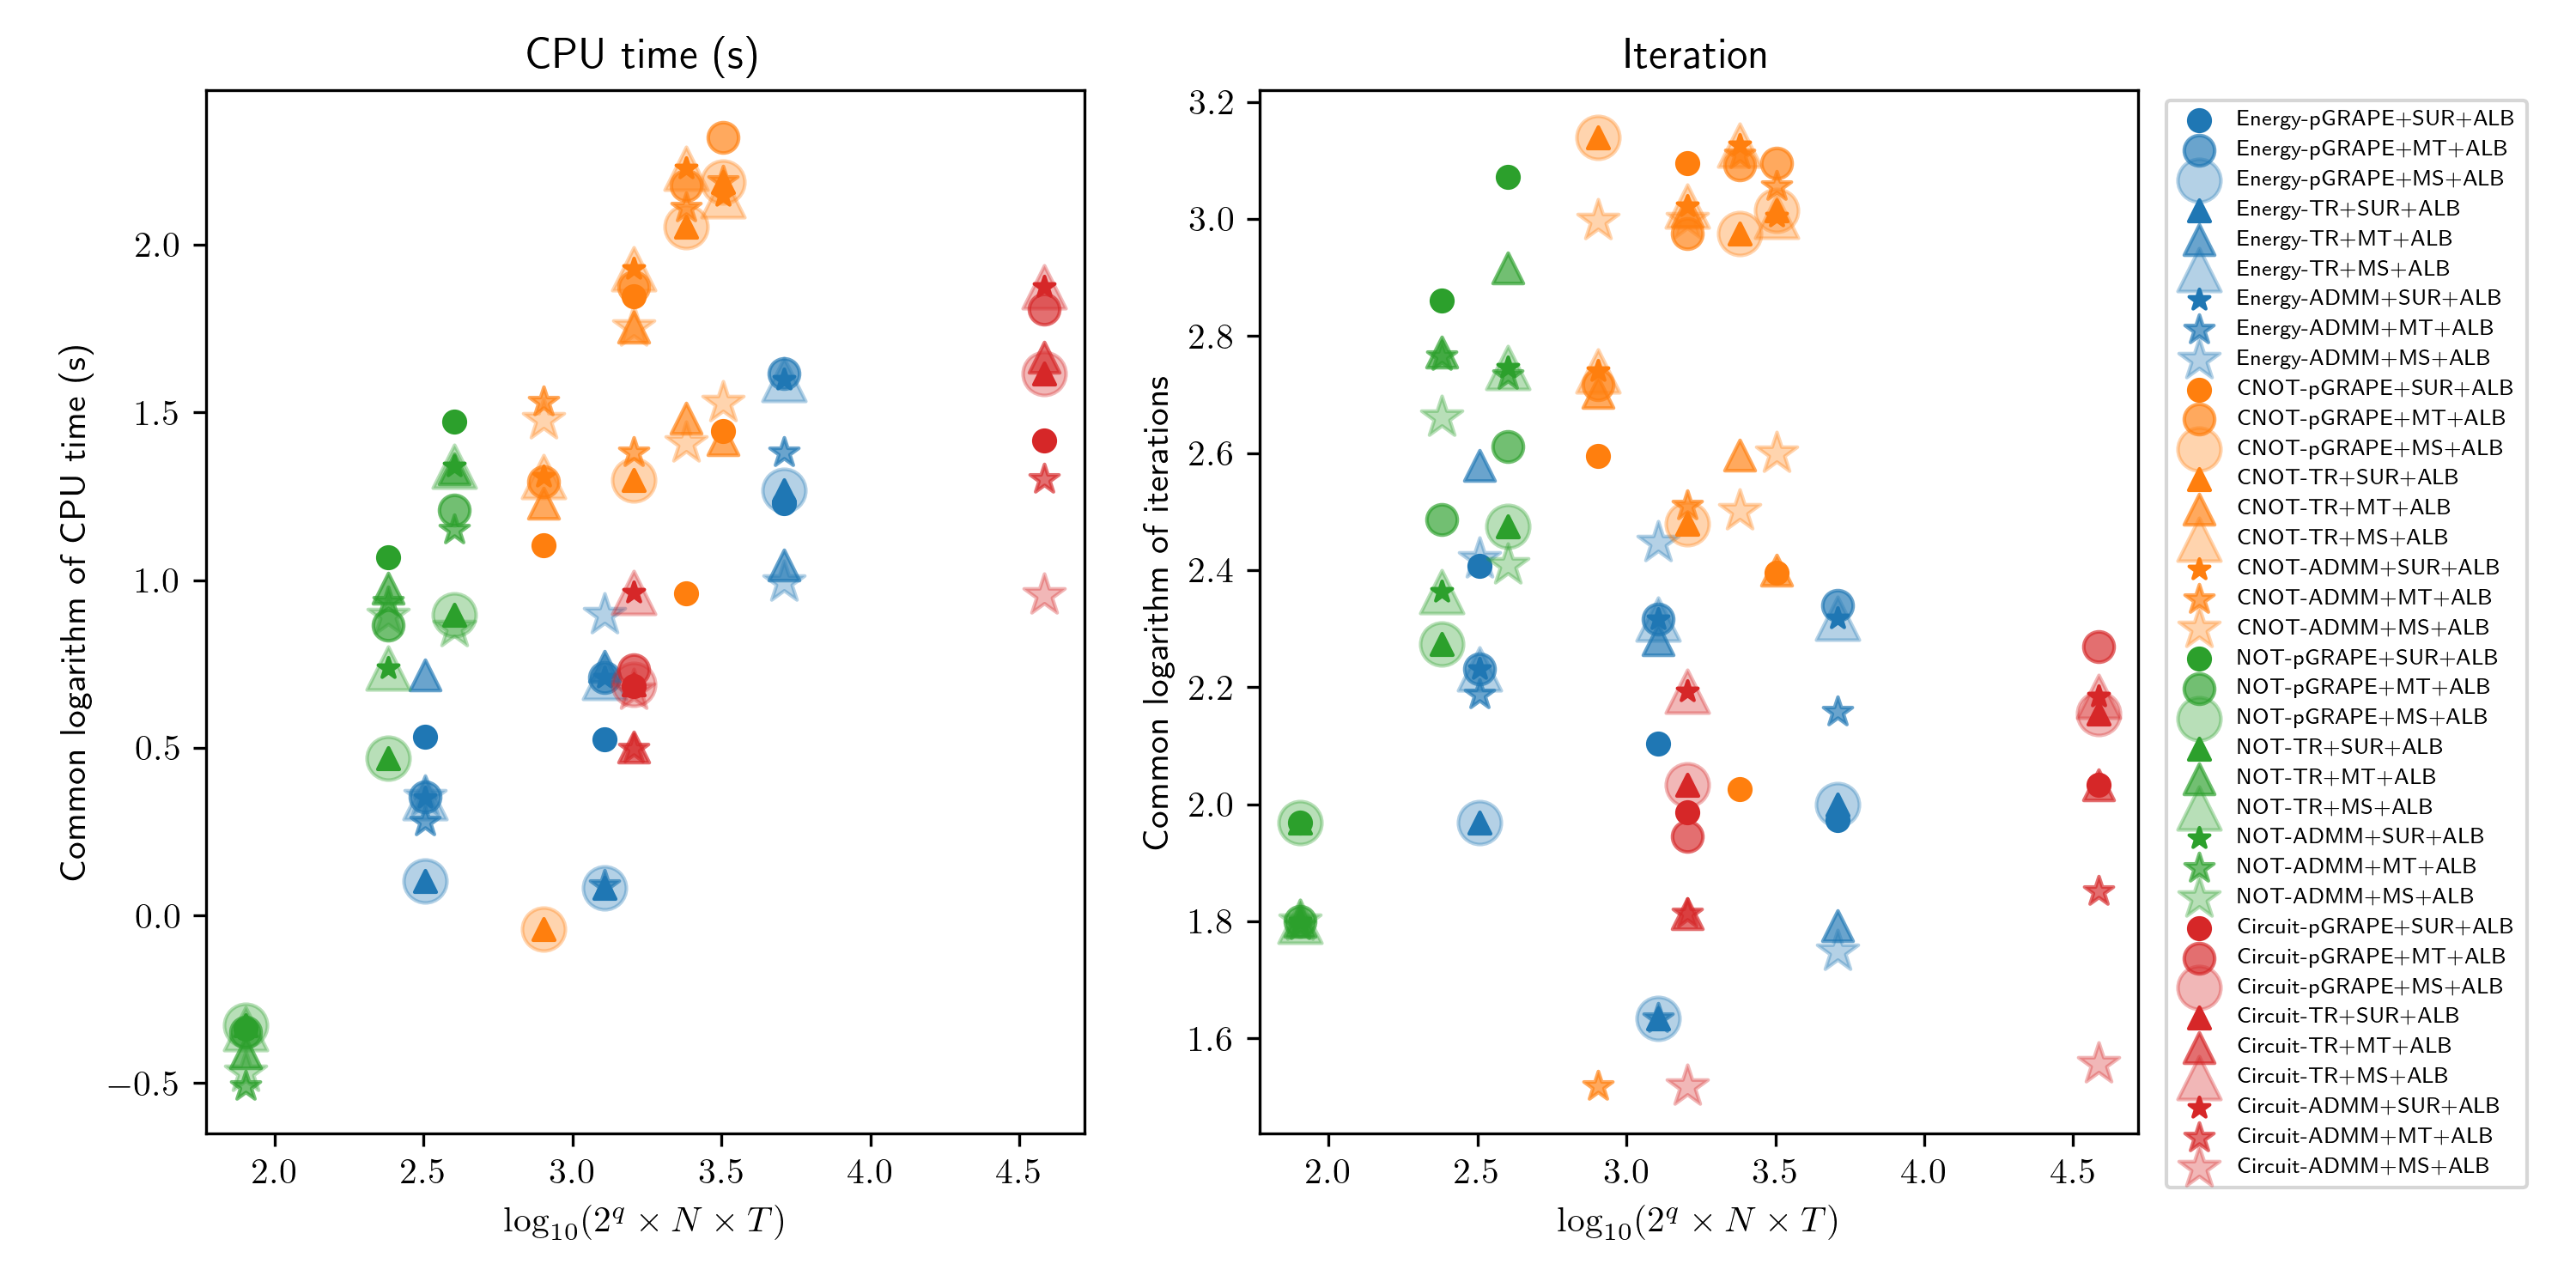 CPU time (s)
Common logarithm of CPU time (s)
2.0
1.5
1.0
0.5
0.0
−0.5
2.0 2.5 3.0 3.5 4.0 4.5
log₁₀(2^q × N × T)
Iteration
Common logarithm of iterations
3.2
3.0
2.8
2.6
2.4
2.2
2.0
1.8
1.6
2.0 2.5 3.0 3.5 4.0 4.5
log₁₀(2^q × N × T)
Energy-pGRAPE+SUR+ALB
Energy-pGRAPE+MT+ALB
Energy-pGRAPE+MS+ALB
Energy-TR+SUR+ALB
Energy-TR+MT+ALB
Energy-TR+MS+ALB
Energy-ADMM+SUR+ALB
Energy-ADMM+MT+ALB
Energy-ADMM+MS+ALB
CNOT-pGRAPE+SUR+ALB
CNOT-pGRAPE+MT+ALB
CNOT-pGRAPE+MS+ALB
CNOT-TR+SUR+ALB
CNOT-TR+MT+ALB
CNOT-TR+MS+ALB
CNOT-ADMM+SUR+ALB
CNOT-ADMM+MT+ALB
CNOT-ADMM+MS+ALB
NOT-pGRAPE+SUR+ALB
NOT-pGRAPE+MT+ALB
NOT-pGRAPE+MS+ALB
NOT-TR+SUR+ALB
NOT-TR+MT+ALB
NOT-TR+MS+ALB
NOT-ADMM+SUR+ALB
NOT-ADMM+MT+ALB
NOT-ADMM+MS+ALB
Circuit-pGRAPE+SUR+ALB
Circuit-pGRAPE+MT+ALB
Circuit-pGRAPE+MS+ALB
Circuit-TR+SUR+ALB
Circuit-TR+MT+ALB
Circuit-TR+MS+ALB
Circuit-ADMM+SUR+ALB
Circuit-ADMM+MT+ALB
Circuit-ADMM+MS+ALB